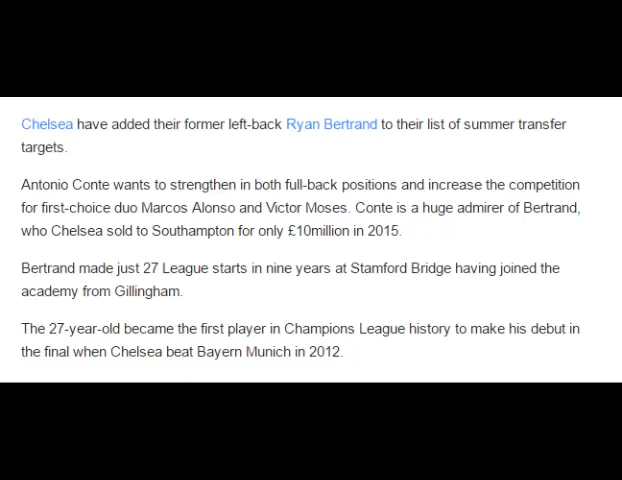 Chelsea have added their former left-back Ryan Bertrand to their list of summer transfer
targets.
Antonio Conte wants to strengthen in both full-back positions and increase the competition
for first-choice duo Marcos Alonso and Victor Moses. Conte is a huge admirer of Bertrand,
who Chelsea sold to Southampton for only £10million in 2015.
Bertrand made just 27 League starts in nine years at Stamford Bridge having joined the
academy from Gillingham.
The 27-year-old became the first player in Champions League history to make his debut in
the final when Chelsea beat Bayern Munich in 2012.